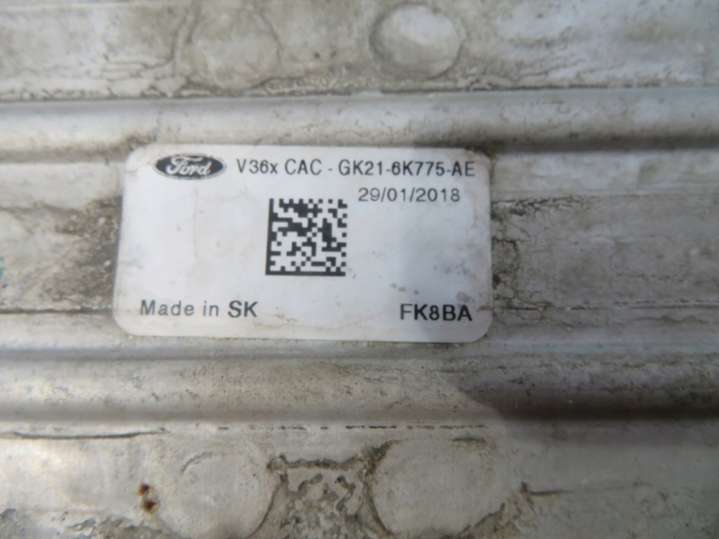 Ford V36x CAC - GK21-6K775-AE
29/01/2018
Made in SK FK8BA